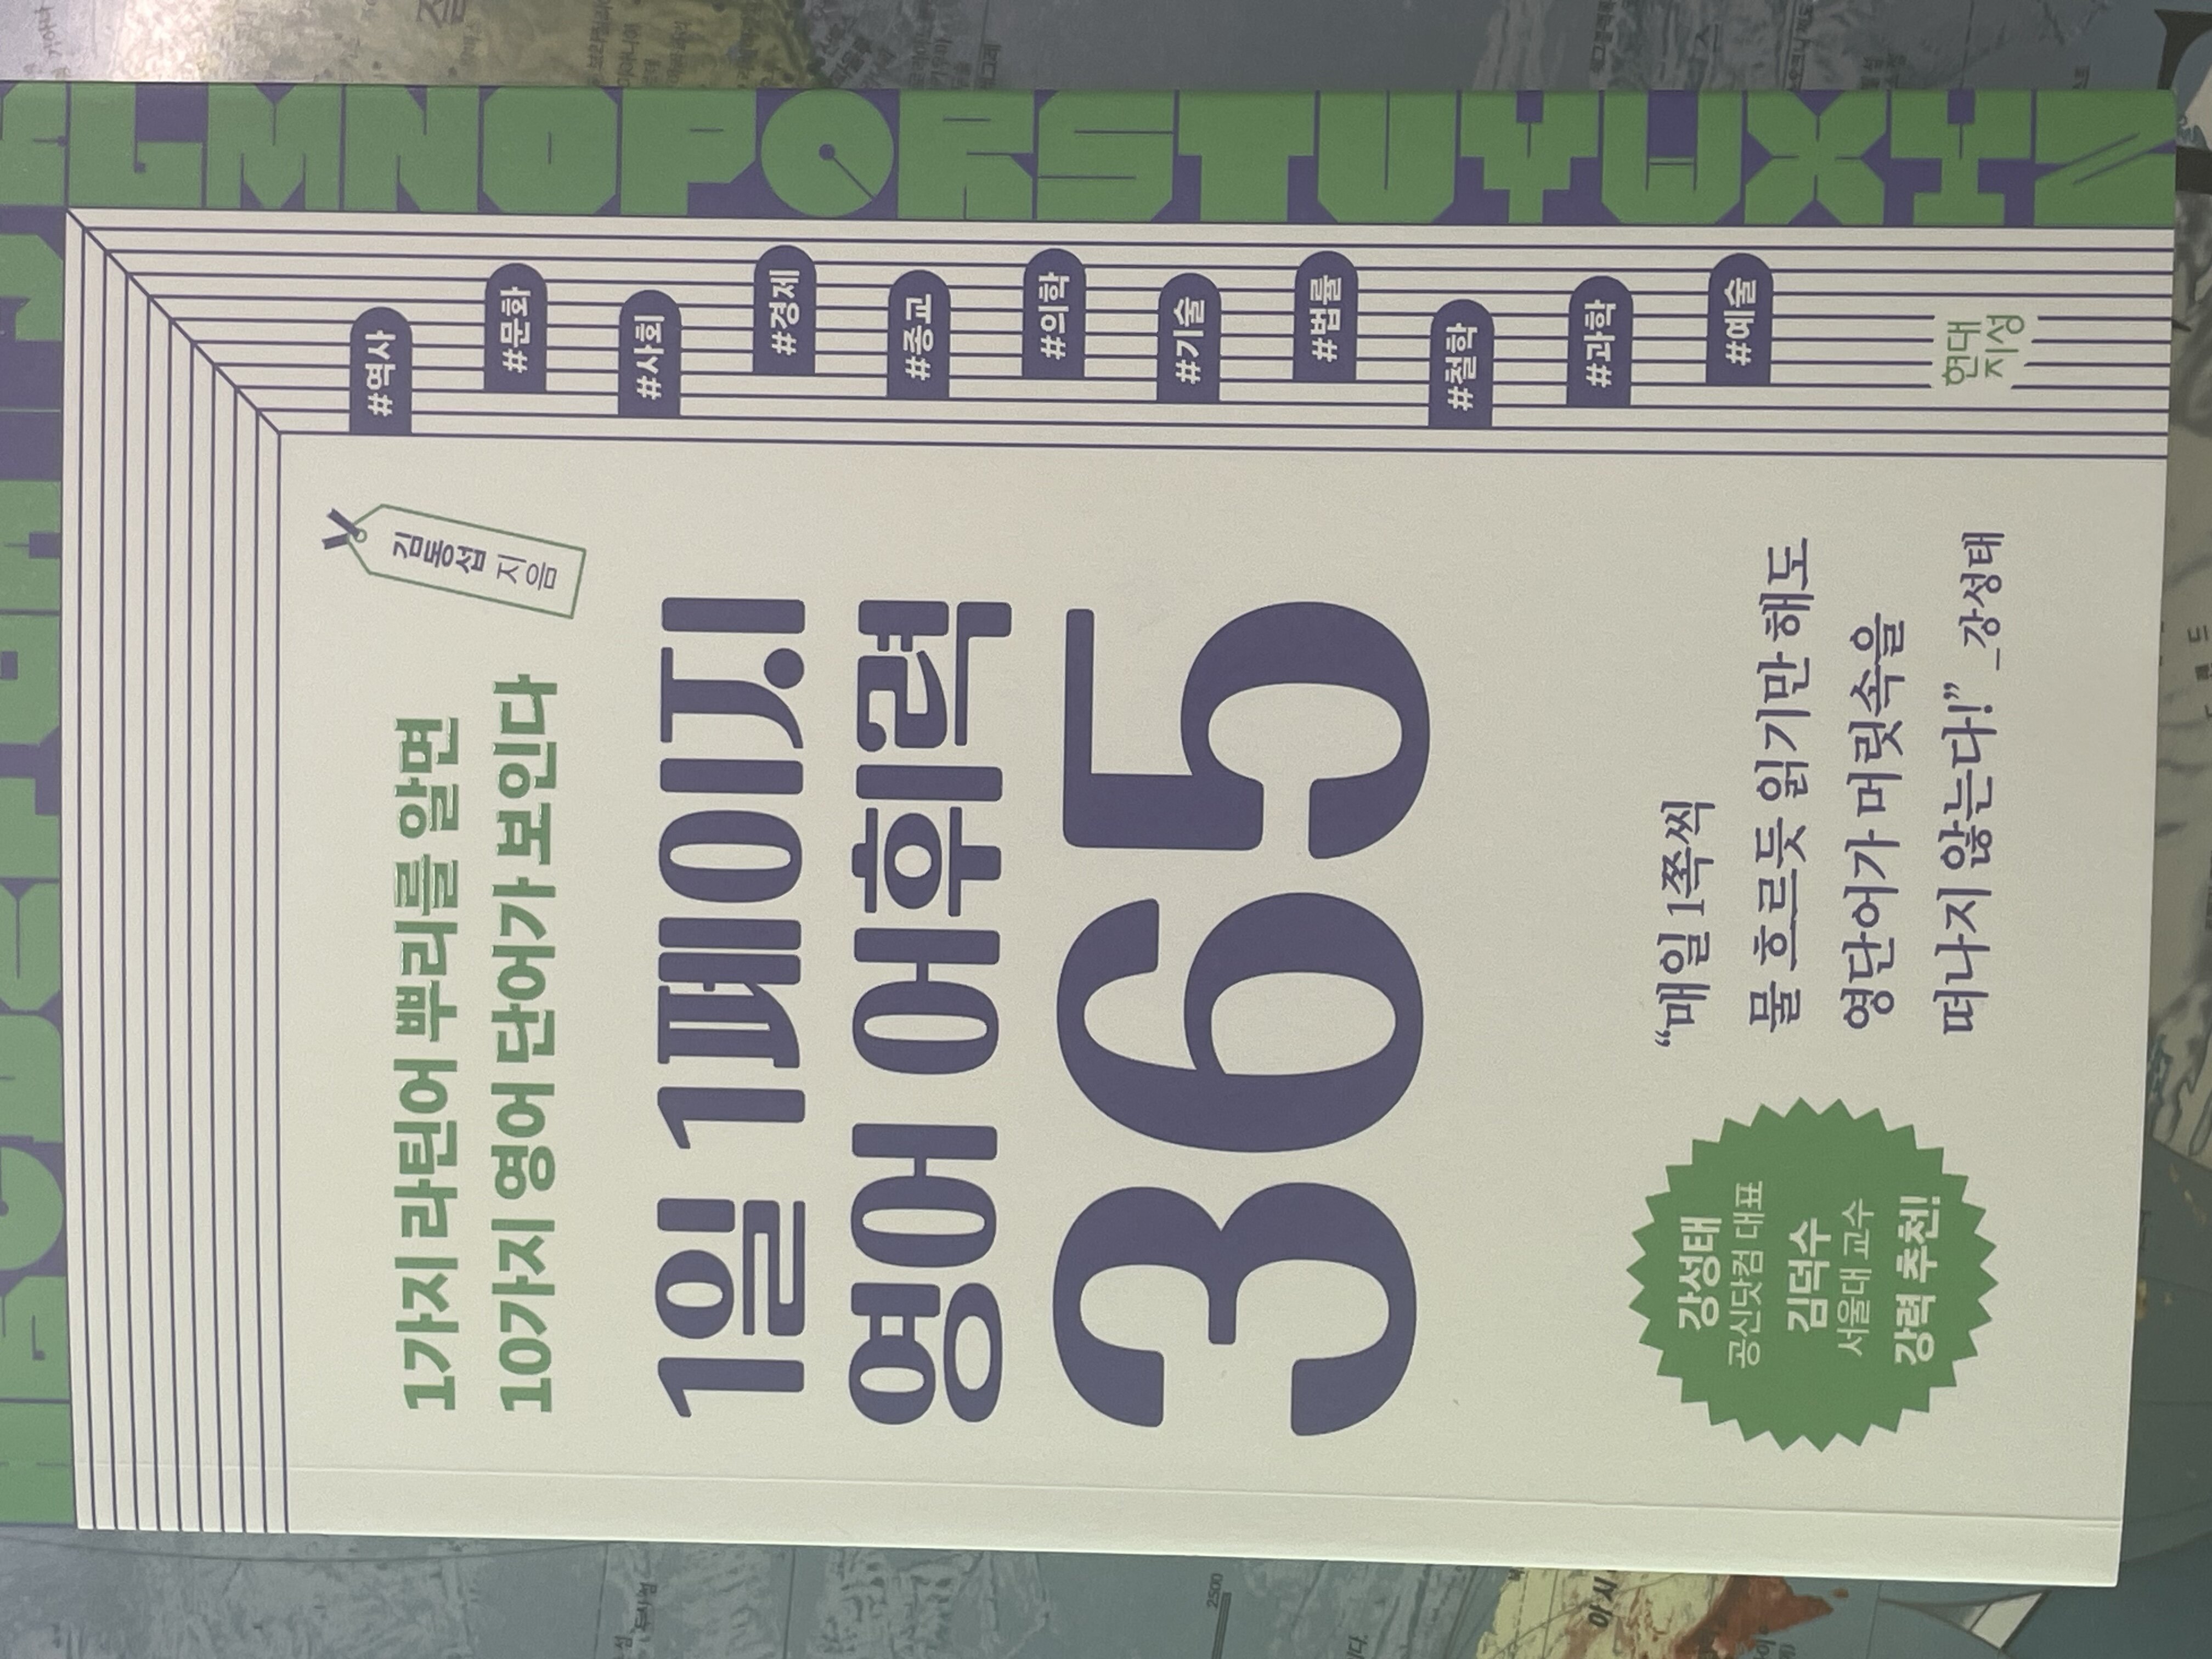 LMNOPQRSTUVWXYZ
1가지 라틴어 뿌리를 알면
10가지 영어 단어가 보인다
김동섭
지음
1일 1페이지
영어 어휘력
365
#역사
#문화
#사회
#경제
#종교
#의학
#기술
#법률
#철학
#과학
#예술
강성태
공신닷컴 대표
김덕수
서울대 교수
강력 추천!
“매일 1쪽씩
물 흐르듯 읽기만 해도
영단어가 머릿속을
떠나지 않는다!” _강성태
현대
지성
2500
아시